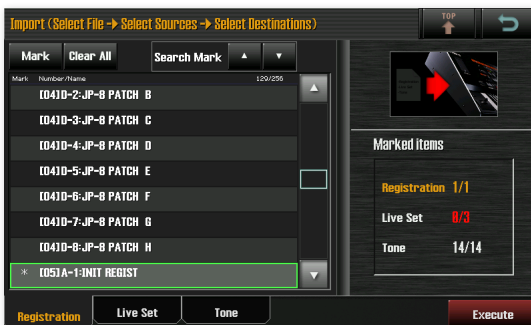 Import (Select File → Select Sources → Select Destinations)
TOP
Mark Clear All Search Mark ▲ ▼
Mark Number/Name 129/256
[04]D-2:JP-8 PATCH B
[04]D-3:JP-8 PATCH C
[04]D-4:JP-8 PATCH D
[04]D-5:JP-8 PATCH E
[04]D-6:JP-8 PATCH F
[04]D-7:JP-8 PATCH G
[04]D-8:JP-8 PATCH H
* [05]A-1:INIT REGIST
Marked items
Registration 1/1
Live Set 8/3
Tone 14/14
Registration Live Set Tone Execute